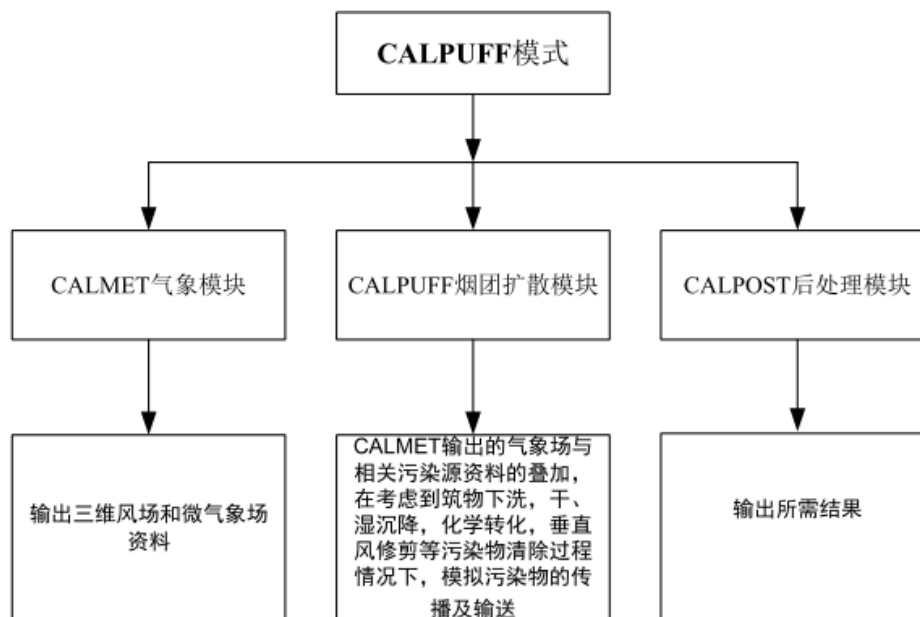 CALPUFF模式
CALMET气象模块
CALPUFF烟团扩散模块
CALPOST后处理模块
输出三维风场和微气象场
资料
CALMET输出的气象场与
相关污染源资料的叠加，
在考虑到筑物下洗，干、
湿沉降，化学转化，垂直
风修剪等污染物清除过程
情况下，模拟污染物的传
播及输送
输出所需结果